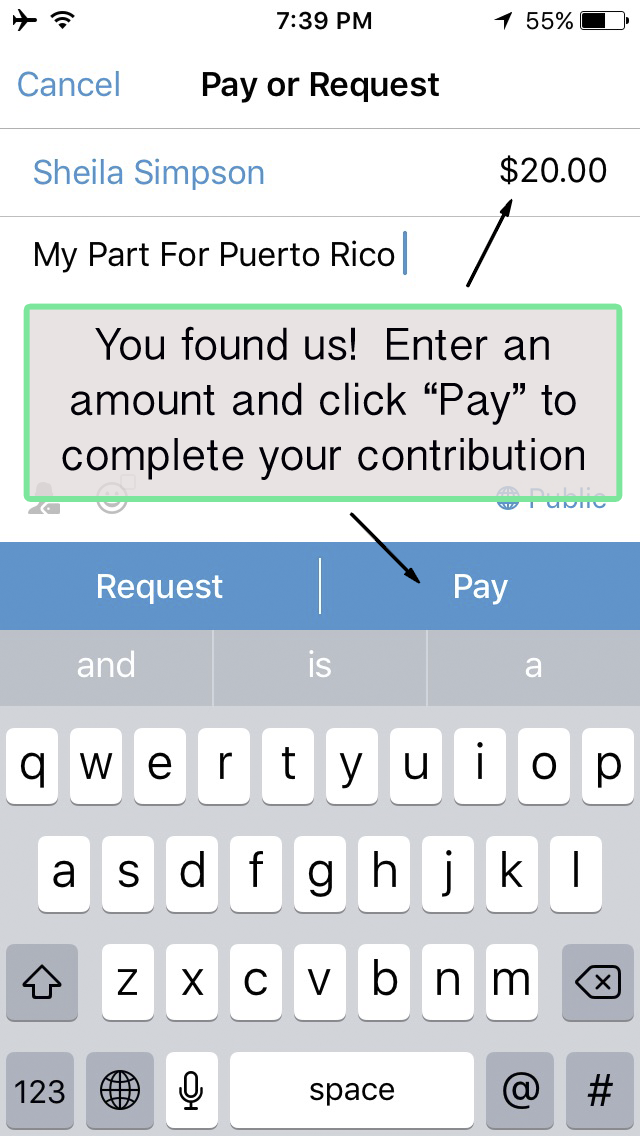 7:39 PM 55%
Cancel Pay or Request
Sheila Simpson $20.00
My Part For Puerto Rico
You found us! Enter an
amount and click “Pay” to
complete your contribution
Public
Request Pay
and is a
q w e r t y u i o p
a s d f g h j k l
z x c v b n m
123 space @ #